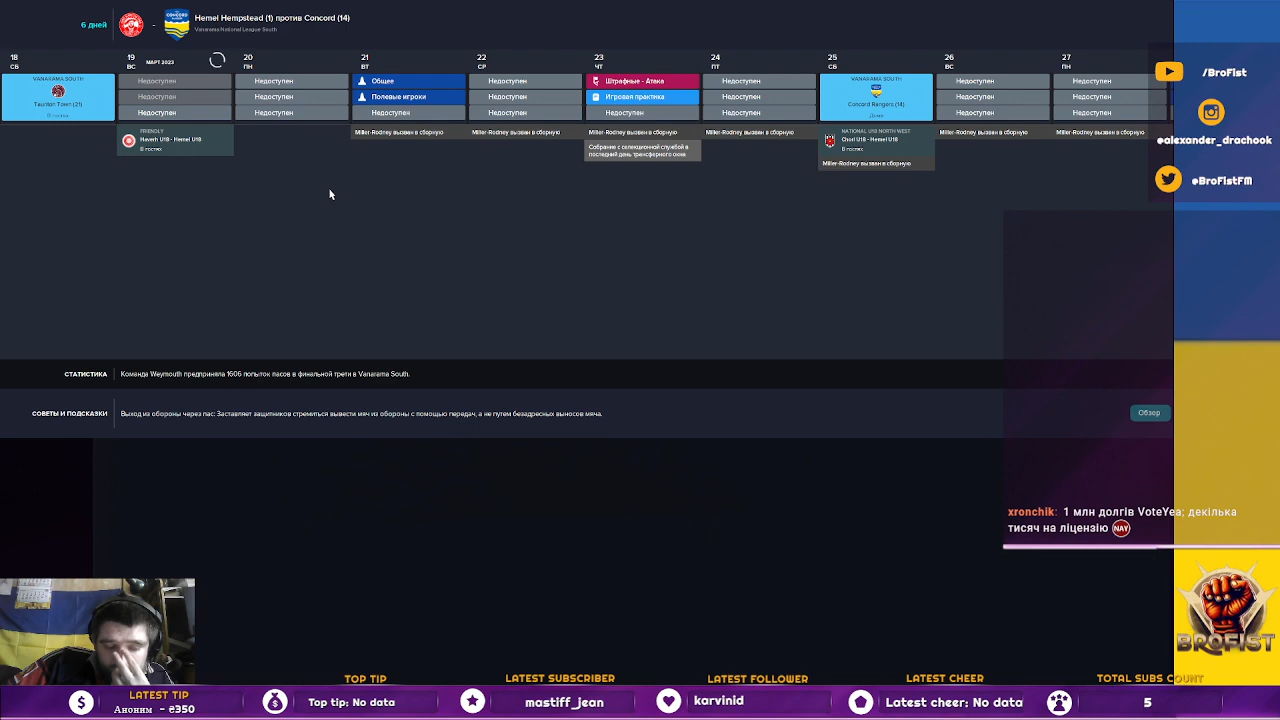 6 дней
Hemel Hempstead (1) против Concord (14)
Vanarama National League South
18
СБ
19
ВС
МАРТ 2023
20
ПН
21
ВТ
22
СР
23
ЧТ
24
ПТ
25
СБ
26
ВС
27
ПН
VANARAMA SOUTH
Taunton Town (21)
В гостях
Недоступен
Недоступен
Недоступен
Недоступен
Недоступен
Недоступен
Общее
Полевые игроки
Недоступен
Недоступен
Недоступен
Недоступен
Штрафные - Атака
Игровая практика
Недоступен
Недоступен
Недоступен
Недоступен
VANARAMA SOUTH
Concord Rangers (14)
Дома
Недоступен
Недоступен
Недоступен
Недоступен
Недоступен
Недоступен
FRIENDLY
В гостях
Miller-Rodney вызван в сборную
Miller-Rodney вызван в сборную
Miller-Rodney вызван в сборную
Собрание с селекционной службой в
последний день трансферного окна
Miller-Rodney вызван в сборную
NATIONAL U18 NORTH WEST
Chorl U18 - Hemel U18
В гостях
Miller-Rodney вызван в сборную
Miller-Rodney вызван в сборную
Miller-Rodney вызван в сборную
СТАТИСТИКА
Команда Weymouth предприняла 1606 попыток пасов в финальной трети в Vanarama South.
СОВЕТЫ И ПОДСКАЗКИ
Выход из обороны через пас: Заставляет защитников стремиться вывести мяч из обороны с помощью передач, а не путем безадресных выносов мяча.
Обзор
/BroFist
@alexander_drachook
@BroFistFM
xronchik: 1 млн долгів VoteYea; декілька
тисяч на ліцензію NAY
BROFIST
LATEST TIP
Аноним - ₴350
TOP TIP
Top tip: No data
LATEST SUBSCRIBER
mastiff_jean
LATEST FOLLOWER
karvinid
LATEST CHEER
Latest cheer: No data
TOTAL SUBS COUNT
5